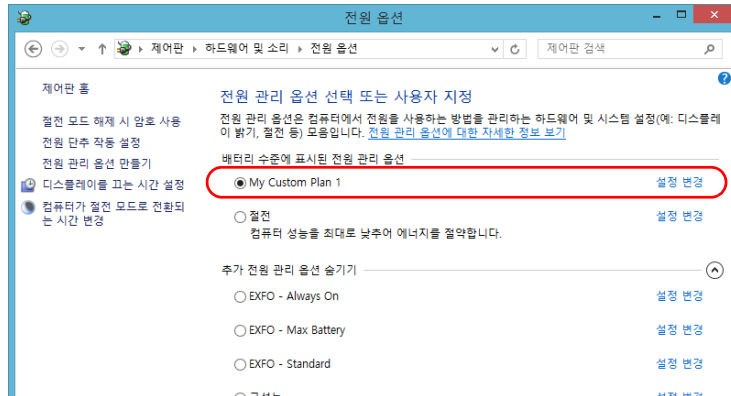 전원 옵션
제어판 ▸ 하드웨어 및 소리 ▸ 전원 옵션
제어판 검색
제어판 홈
절전 모드 해제 시 암호 사용
전원 단추 작동 설정
전원 관리 옵션 만들기
디스플레이를 끄는 시간 설정
컴퓨터가 절전 모드로 전환되
는 시간 변경
전원 관리 옵션 선택 또는 사용자 지정
전원 관리 옵션은 컴퓨터에서 전원을 사용하는 방법을 관리하는 하드웨어 및 시스템 설정(예: 디스플레
이 밝기, 절전 등) 모음입니다. 전원 관리 옵션에 대한 자세한 정보 보기
배터리 수준에 표시된 전원 관리 옵션
My Custom Plan 1 설정 변경
절전 설정 변경
컴퓨터 성능을 최대로 낮추어 에너지를 절약합니다.
추가 전원 관리 옵션 숨기기
EXFO - Always On 설정 변경
EXFO - Max Battery 설정 변경
EXFO - Standard 설정 변경